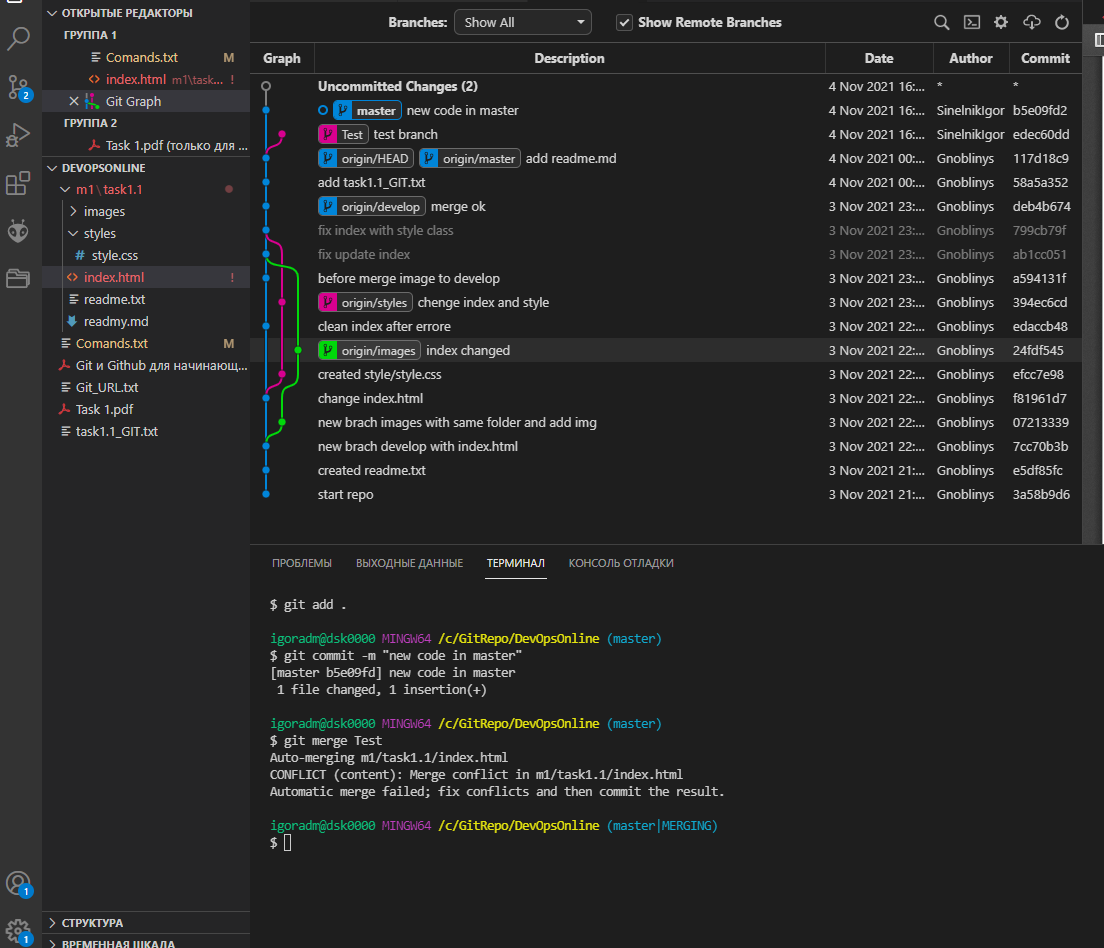 ОТКРЫТЫЕ РЕДАКТОРЫ
ГРУППА 1
Comands.txt M
index.html m1\task... !
Git Graph
ГРУППА 2
Task 1.pdf (только для ...
DEVOPSONLINE
m1\task1.1
images
styles
# style.css
index.html !
readme.txt
readmy.md
Comands.txt M
Git и Github для начинающ...
Git_URL.txt
Task 1.pdf
task1.1_GIT.txt
СТРУКТУРА
ВРЕМЕННАЯ ШКАЛА
2
1
1
Branches: Show All Show Remote Branches
Graph Description Date Author Commit
Uncommitted Changes (2) 4 Nov 2021 16:... * *
master new code in master 4 Nov 2021 16:... SinelnikIgor b5e09fd2
Test test branch 4 Nov 2021 16:... SinelnikIgor edec60dd
origin/HEAD origin/master add readme.md 4 Nov 2021 00:... Gnoblinys 117d18c9
add task1.1_GIT.txt 4 Nov 2021 00:... Gnoblinys 58a5a352
origin/develop merge ok 3 Nov 2021 23:... Gnoblinys deb4b674
fix index with style class 3 Nov 2021 23:... Gnoblinys 799cb79f
fix update index 3 Nov 2021 23:... Gnoblinys ab1cc051
before merge image to develop 3 Nov 2021 23:... Gnoblinys a594131f
origin/styles chenge index and style 3 Nov 2021 23:... Gnoblinys 394ec6cd
clean index after errore 3 Nov 2021 22:... Gnoblinys edaccb48
origin/images index changed 3 Nov 2021 22:... Gnoblinys 24fdf545
created style/style.css 3 Nov 2021 22:... Gnoblinys efcc7e98
change index.html 3 Nov 2021 22:... Gnoblinys f81961d7
new brach images with same folder and add img 3 Nov 2021 22:... Gnoblinys 07213339
new brach develop with index.html 3 Nov 2021 22:... Gnoblinys 7cc70b3b
created readme.txt 3 Nov 2021 21:... Gnoblinys e5df85fc
start repo 3 Nov 2021 21:... Gnoblinys 3a58b9d6
ПРОБЛЕМЫ ВЫХОДНЫЕ ДАННЫЕ ТЕРМИНАЛ КОНСОЛЬ ОТЛАДКИ
$ git add .
igoradm@dsk0000 MINGW64 /c/GitRepo/DevOpsOnline (master)
$ git commit -m "new code in master"
[master b5e09fd] new code in master
1 file changed, 1 insertion(+)
igoradm@dsk0000 MINGW64 /c/GitRepo/DevOpsOnline (master)
$ git merge Test
Auto-merging m1/task1.1/index.html
CONFLICT (content): Merge conflict in m1/task1.1/index.html
Automatic merge failed; fix conflicts and then commit the result.
igoradm@dsk0000 MINGW64 /c/GitRepo/DevOpsOnline (master|MERGING)
$